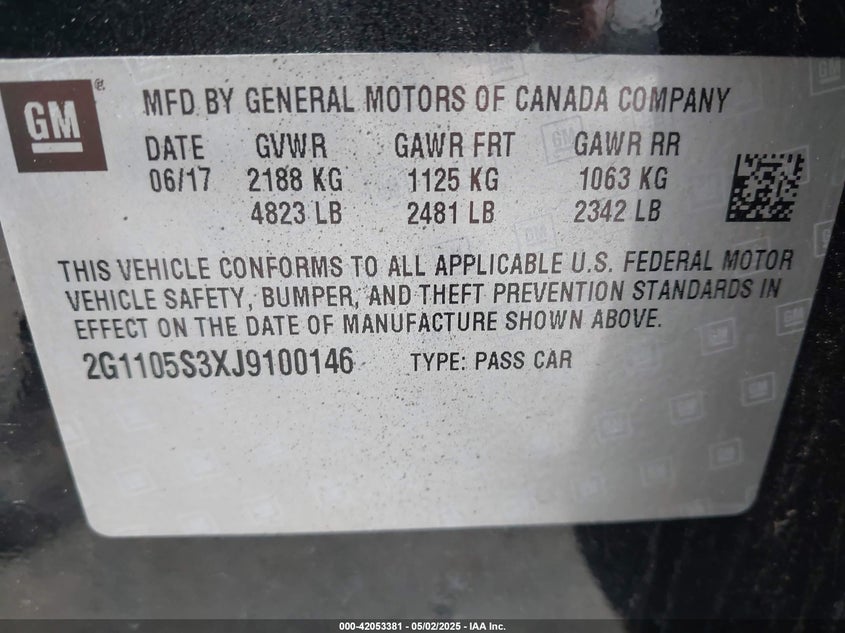 GM®
MFD BY GENERAL MOTORS OF CANADA COMPANY
DATE GVWR GAWR FRT GAWR RR
06/17 2188 KG 1125 KG 1063 KG
4823 LB 2481 LB 2342 LB
THIS VEHICLE CONFORMS TO ALL APPLICABLE U.S. FEDERAL MOTOR
VEHICLE SAFETY, BUMPER, AND THEFT PREVENTION STANDARDS IN
EFFECT ON THE DATE OF MANUFACTURE SHOWN ABOVE.
2G1105S3XJ9100146 TYPE: PASS CAR
000-42053381 - 05/02/2025 - IAA Inc.